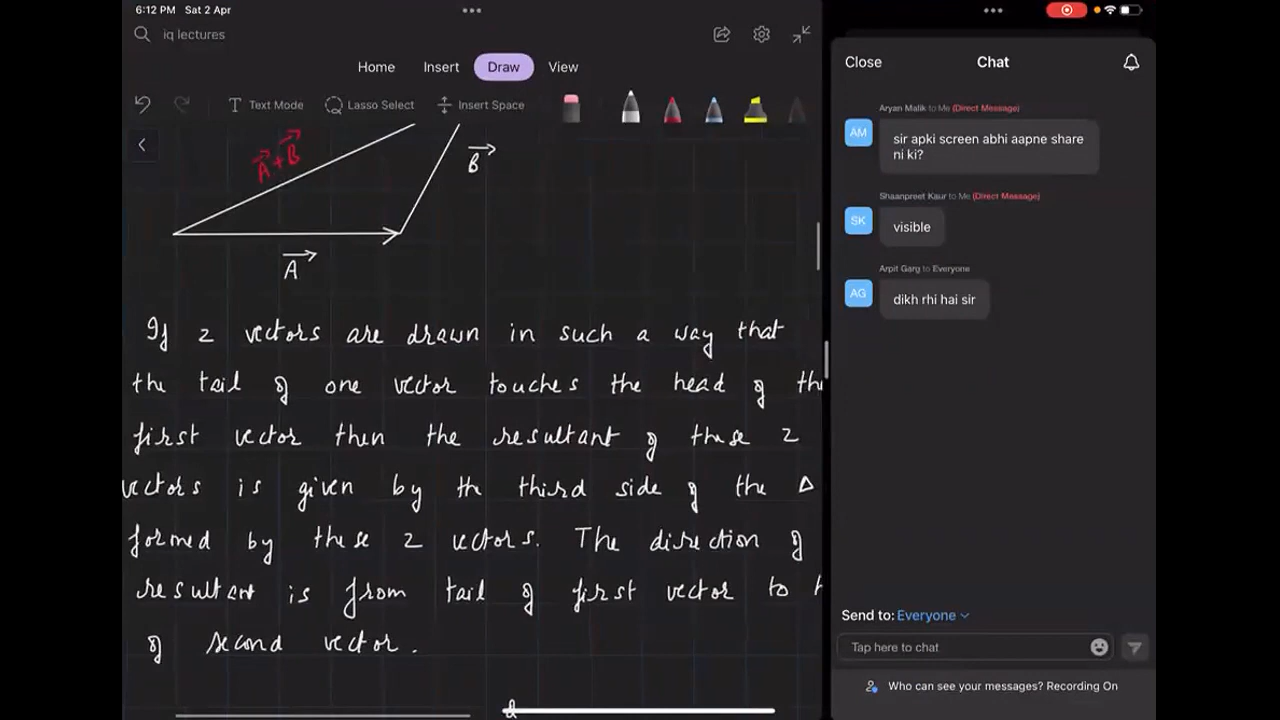 6:12 PM Sat 2 Apr
iq lectures
Home Insert Draw View
Text Mode Lasso Select Insert Space
A + B
B
A
If 2 vectors are drawn in such a way that
the tail of one vector touches the head of the
first vector then the resultant of these 2
vectors is given by the third side of the Δ
formed by these 2 vectors. The direction of
resultant is from tail of first vector to
of second vector.
Close Chat
Aryan Malik to Me (Direct Message)
AM
sir apki screen abhi aapne share
ni ki?
Shaanpreet Kaur to Me (Direct Message)
SK
visible
Arpit Garg to Everyone
AG
dikh rhi hai sir
Send to: Everyone
Tap here to chat
Who can see your messages? Recording On